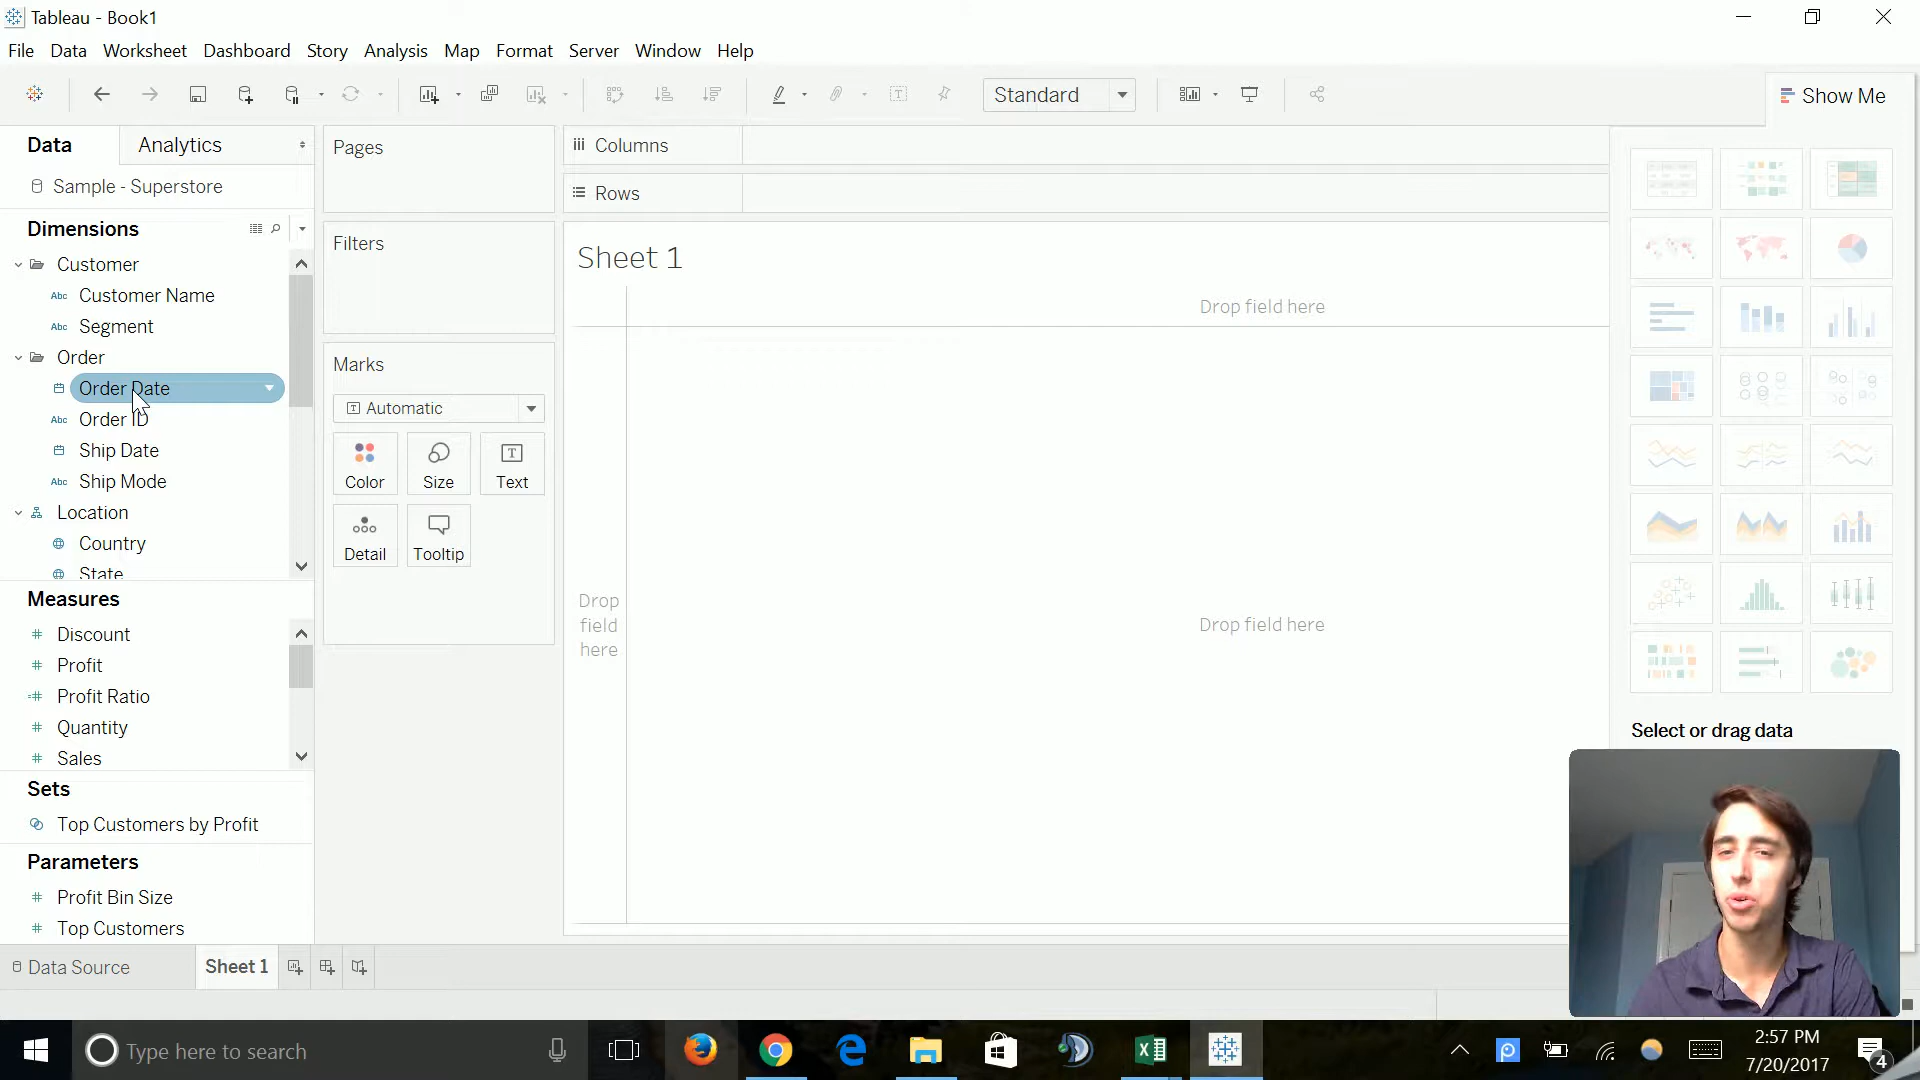 Tableau - Book1
File Data Worksheet Dashboard Story Analysis Map Format Server Window Help
Standard
Show Me
Data
Analytics
Sample - Superstore
Dimensions
Customer
Abc Customer Name
Abc Segment
Order
Order Date
Abc Order ID
Ship Date
Abc Ship Mode
Location
Country
State
Measures
# Discount
# Profit
=# Profit Ratio
# Quantity
# Sales
Sets
Top Customers by Profit
Parameters
# Profit Bin Size
# Top Customers
Pages
Filters
Marks
T Automatic
Color Size Text
Detail Tooltip
Columns
Rows
Sheet 1
Drop field here
Drop
field
here
Drop field here
Select or drag data
Data Source
Sheet 1
Type here to search
2:57 PM
7/20/2017
4